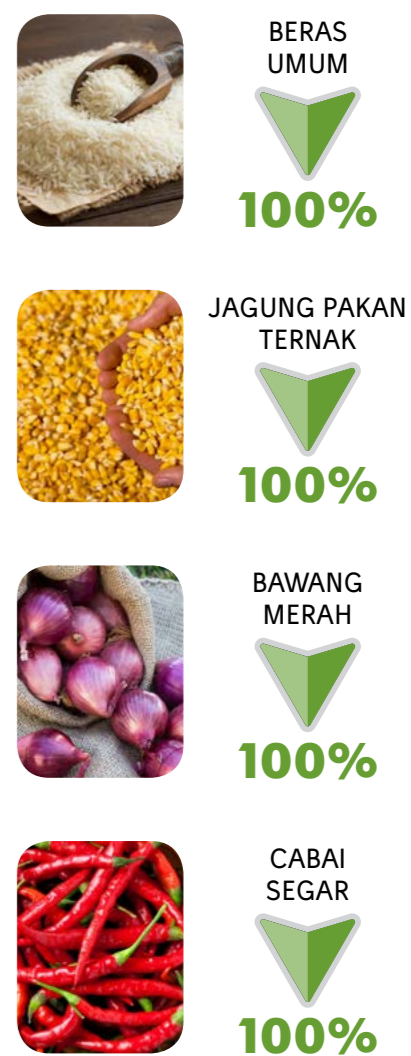 BERAS
UMUM
100%
JAGUNG PAKAN
TERNAK
100%
BAWANG
MERAH
100%
CABAI
SEGAR
100%